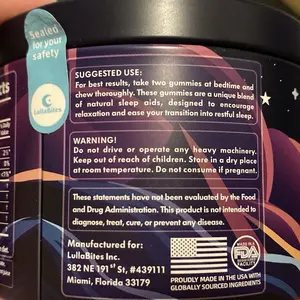 Sealed
for your
safety
LullaBites
cts
SUGGESTED USE:
For best results, take two gummies at bedtime and
chew thoroughly. These gummies are a unique blend
of natural sleep aids, designed to encourage
relaxation and ease your transition into restful sleep.
WARNING!
Do not drive or operate any heavy machinery.
Keep out of reach of children. Store in a dry place
at room temperature. Do not consume if pregnant.
These statements have not been evaluated by the Food
and Drug Administration. This product is not intended to
diagnose, treat, cure, or prevent any disease.
Manufactured for:
LullaBites Inc.
382 NE 191st St, #439111
Miami, Florida 33179
MADE IN A
FDA
FACILITY
PROUDLY MADE IN THE USA WITH
GLOBALLY SOURCED INGREDIENTS